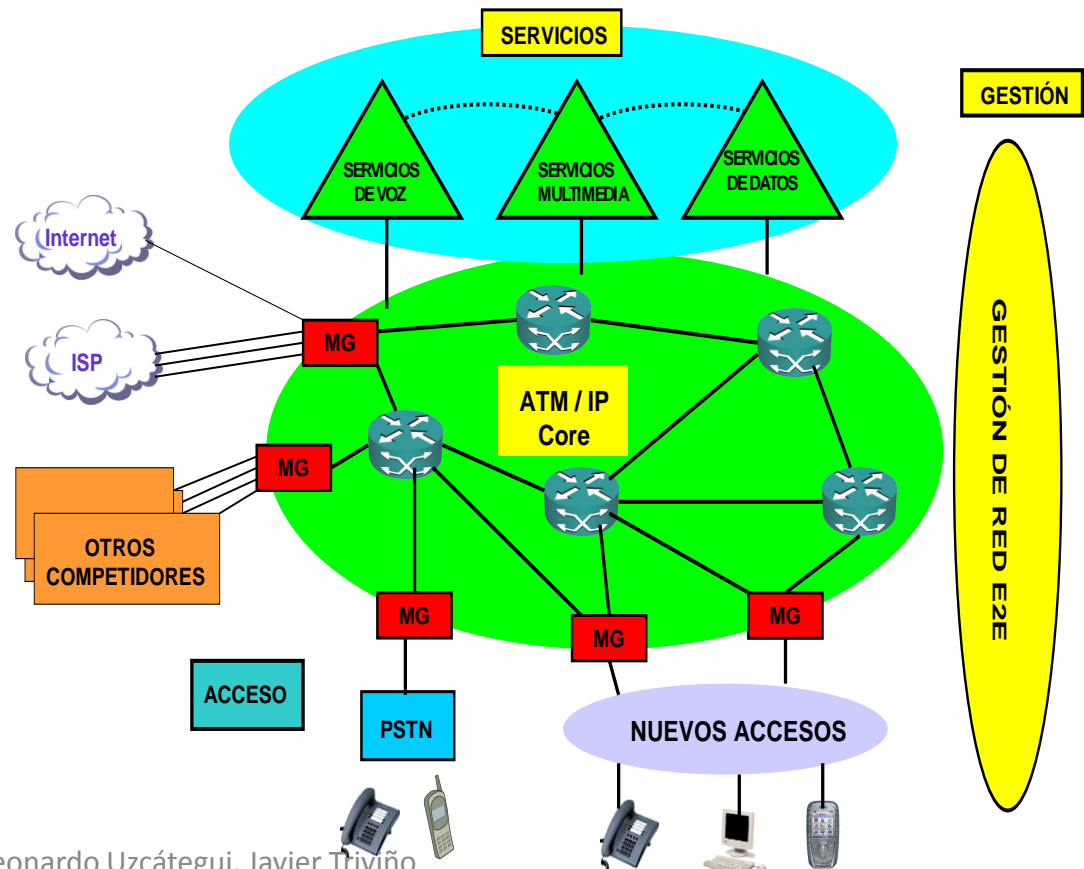 SERVICIOS
GESTIÓN
SERVICIOS
DE VOZ
SERVICIOS
MULTIMEDIA
SERVICIOS
DE DATOS
Internet
ISP
MG
ATM / IP
Core
MG
OTROS
COMPETIDORES
MG
MG
MG
GESTIÓN DE RED E2E
ACCESO
PSTN
NUEVOS ACCESOS
eonardo Uzcátegui, Javier Triviño